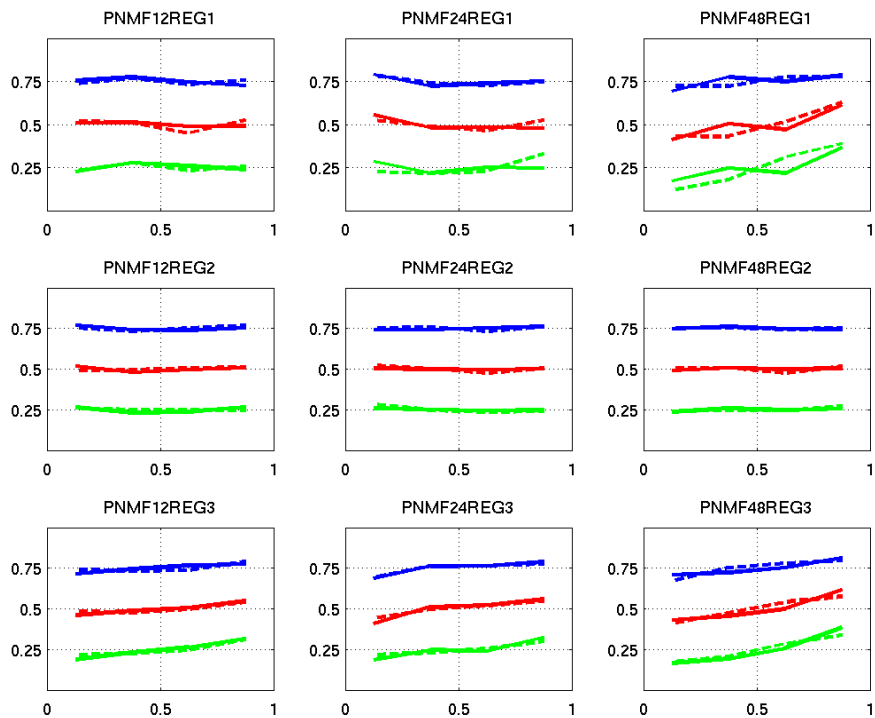 PNMF12REG1 PNMF24REG1 PNMF48REG1
0.75 0.75 0.75
0.5 0.5 0.5
0.25 0.25 0.25
0 0.5 1 0 0.5 1 0 0.5 1
PNMF12REG2 PNMF24REG2 PNMF48REG2
0.75 0.75 0.75
0.5 0.5 0.5
0.25 0.25 0.25
0 0.5 1 0 0.5 1 0 0.5 1
PNMF12REG3 PNMF24REG3 PNMF48REG3
0.75 0.75 0.75
0.5 0.5 0.5
0.25 0.25 0.25
0 0.5 1 0 0.5 1 0 0.5 1